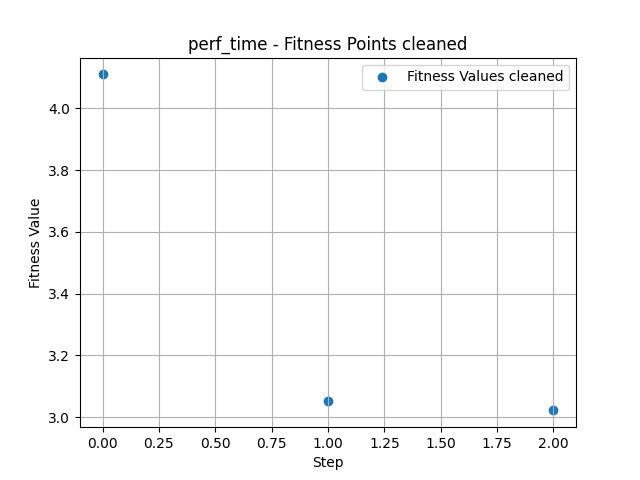 perf_time - Fitness Points cleaned
Fitness Values cleaned
Fitness Value
4.0
3.8
3.6
3.4
3.2
3.0
0.00 0.25 0.50 0.75 1.00 1.25 1.50 1.75 2.00
Step